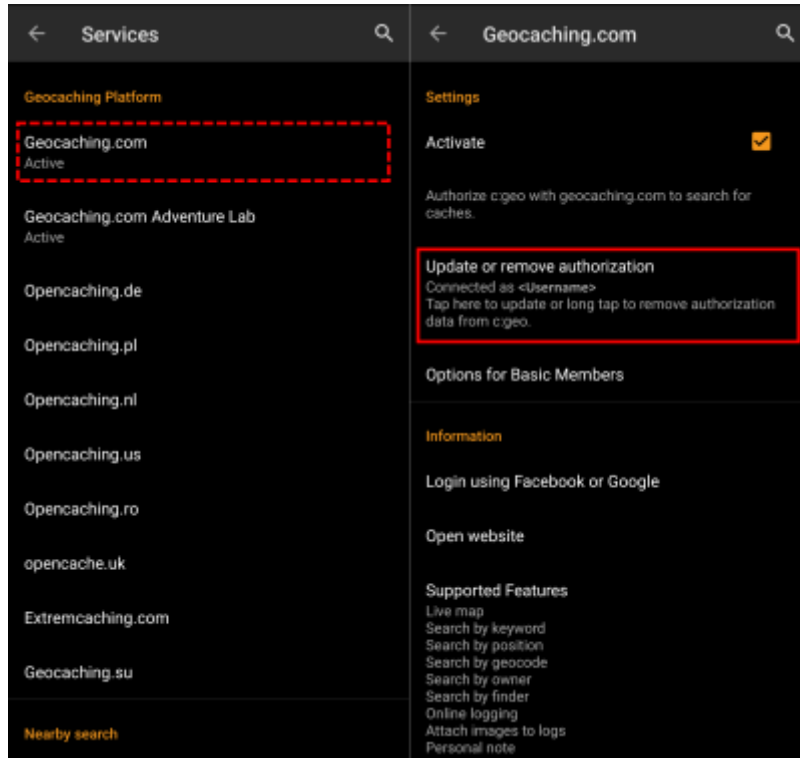 Services
Geocaching Platform
Geocaching.com
Active
Geocaching.com Adventure Lab
Active
Opencaching.de
Opencaching.pl
Opencaching.nl
Opencaching.us
Opencaching.ro
opencache.uk
Extremcaching.com
Geocaching.su
Nearby search
Geocaching.com
Settings
Activate
Authorize c:geo with geocaching.com to search for
caches.
Update or remove authorization
Connected as <Username>
Tap here to update or long tap to remove authorization
data from c:geo.
Options for Basic Members
Information
Login using Facebook or Google
Open website
Supported Features
Live map
Search by keyword
Search by position
Search by geocode
Search by owner
Search by finder
Online logging
Attach images to logs
Personal note